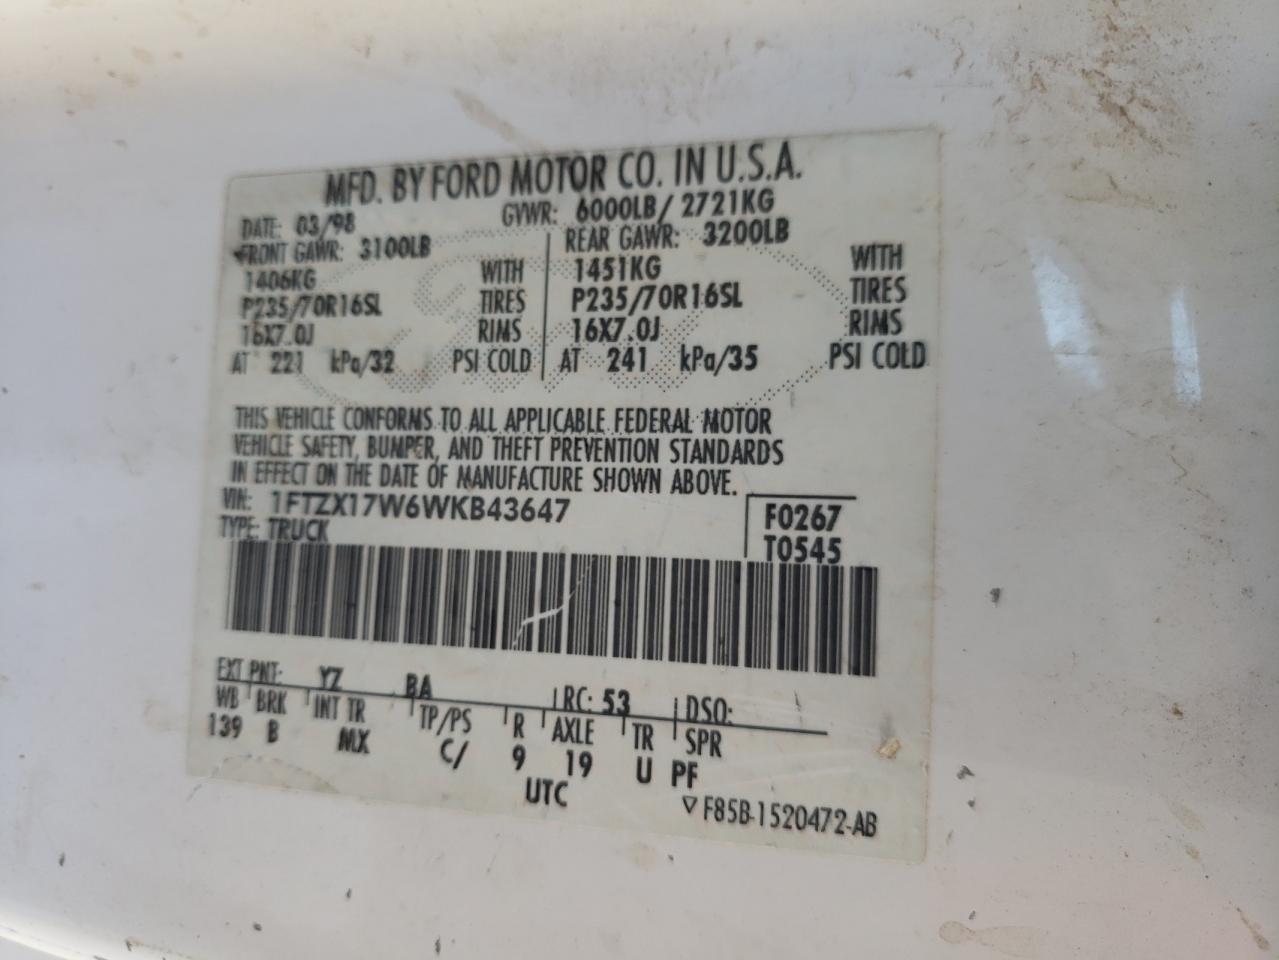 MFD. BY FORD MOTOR CO. IN U.S.A.
DATE: 03/98 GVWR: 6000LB/ 2721KG
FRONT GAWR: 3100LB REAR GAWR: 3200LB
1406KG WITH 1451KG WITH
P235/70R16SL TIRES P235/70R16SL TIRES
16X7.0J RIMS 16X7.0J RIMS
AT 221 kPa/32 PSI COLD AT 241 kPa/35 PSI COLD
THIS VEHICLE CONFORMS TO ALL APPLICABLE FEDERAL MOTOR
VEHICLE SAFETY, BUMPER, AND THEFT PREVENTION STANDARDS
IN EFFECT ON THE DATE OF MANUFACTURE SHOWN ABOVE.
VIN: 1FTZX17W6WKB43647 F0267
TYPE: TRUCK T0545
EXT PNT: YZ BA RC: 53 DSO:
WB BRK INT TR TP/PS R AXLE TR SPR
139 B MX C/ 9 19 U PF
UTC
▽ F85B-1520472-AB